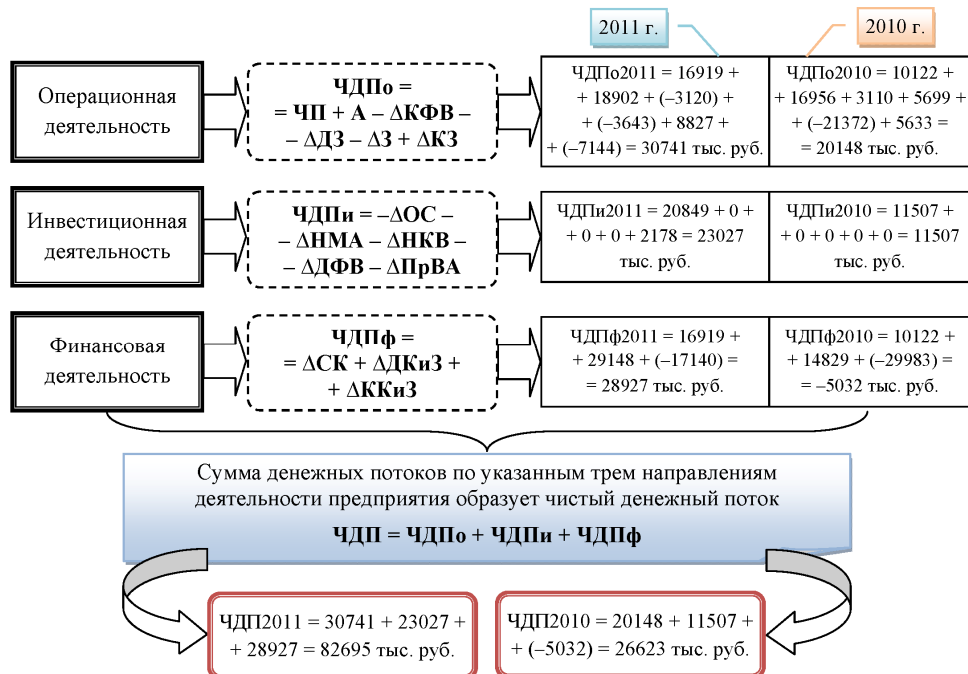 2011 г.
2010 г.
Операционная
деятельность
ЧДПо =
= ЧП + А – ΔКФВ –
– ΔДЗ – ΔЗ + ΔКЗ
ЧДПо2011 = 16919 +
+ 18902 + (–3120) +
+ (–3643) + 8827 +
+ (–7144) = 30741 тыс. руб.
ЧДПо2010 = 10122 +
+ 16956 + 3110 + 5699 +
+ (–21372) + 5633 =
= 20148 тыс. руб.
Инвестиционная
деятельность
ЧДПи = –ΔОС –
– ΔНМА – ΔНКВ –
– ΔДФВ – ΔПрВА
ЧДПи2011 = 20849 + 0 +
+ 0 + 0 + 2178 = 23027
тыс. руб.
ЧДПи2010 = 11507 +
+ 0 + 0 + 0 + 0 = 11507
тыс. руб.
Финансовая
деятельность
ЧДПф =
= ΔСК + ΔДКиЗ +
+ ΔККиЗ
ЧДПф2011 = 16919 +
+ 29148 + (–17140) =
= 28927 тыс. руб.
ЧДПф2010 = 10122 +
+ 14829 + (–29983) =
= –5032 тыс. руб.
Сумма денежных потоков по указанным трем направлениям
деятельности предприятия образует чистый денежный поток
ЧДП = ЧДПо + ЧДПи + ЧДПф
ЧДП2011 = 30741 + 23027 +
+ 28927 = 82695 тыс. руб.
ЧДП2010 = 20148 + 11507 +
+ (–5032) = 26623 тыс. руб.